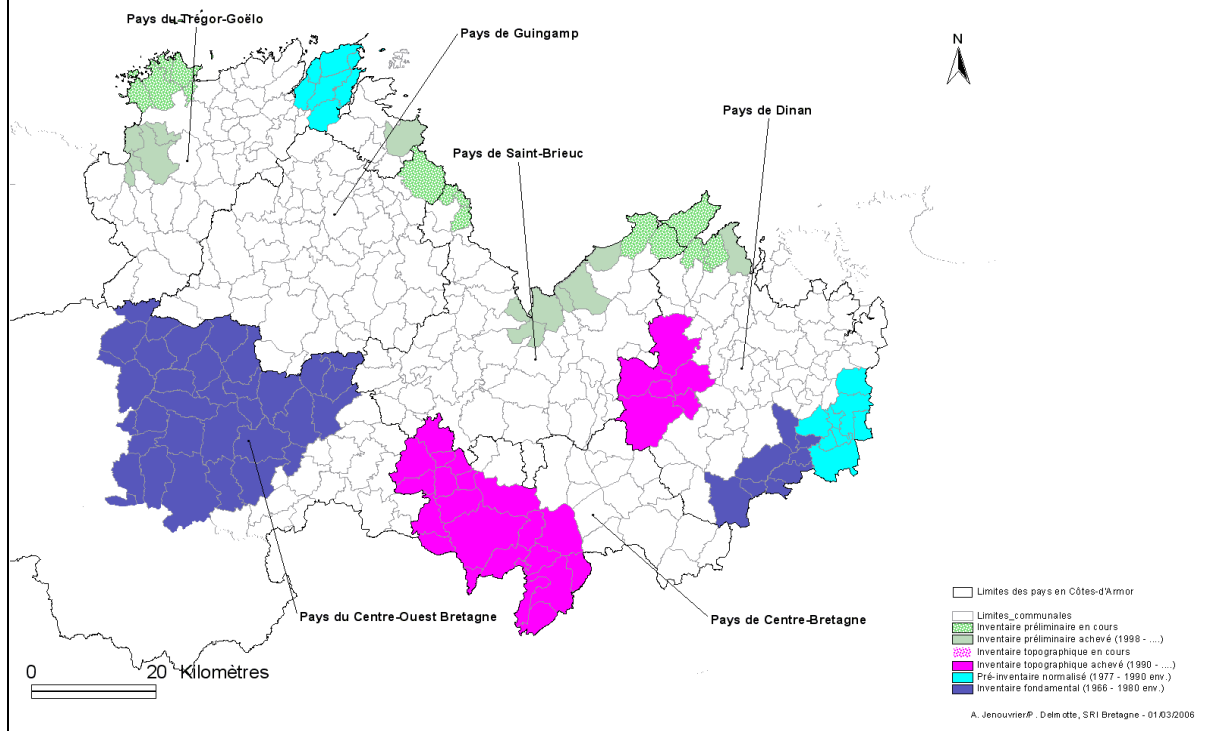 Pays du Trégor-Goëlo
Pays de Guingamp
N
Pays de Dinan
Pays de Saint-Brieuc
Pays du Centre-Ouest Bretagne
Pays de Centre-Bretagne
0 20 Kilomètres
Limites des pays en Côtes-d'Armor
Limites_communales
Inventaire préliminaire en cours
Inventaire préliminaire achevé (1998 - ....)
Inventaire topographique en cours
Inventaire topographique achevé (1990 - ....)
Pré-inventaire normalisé (1977 - 1990 env.)
Inventaire fondamental (1966 - 1980 env.)
A. Jenouvrier/P. Delmotte, SRI Bretagne - 01/03/2006